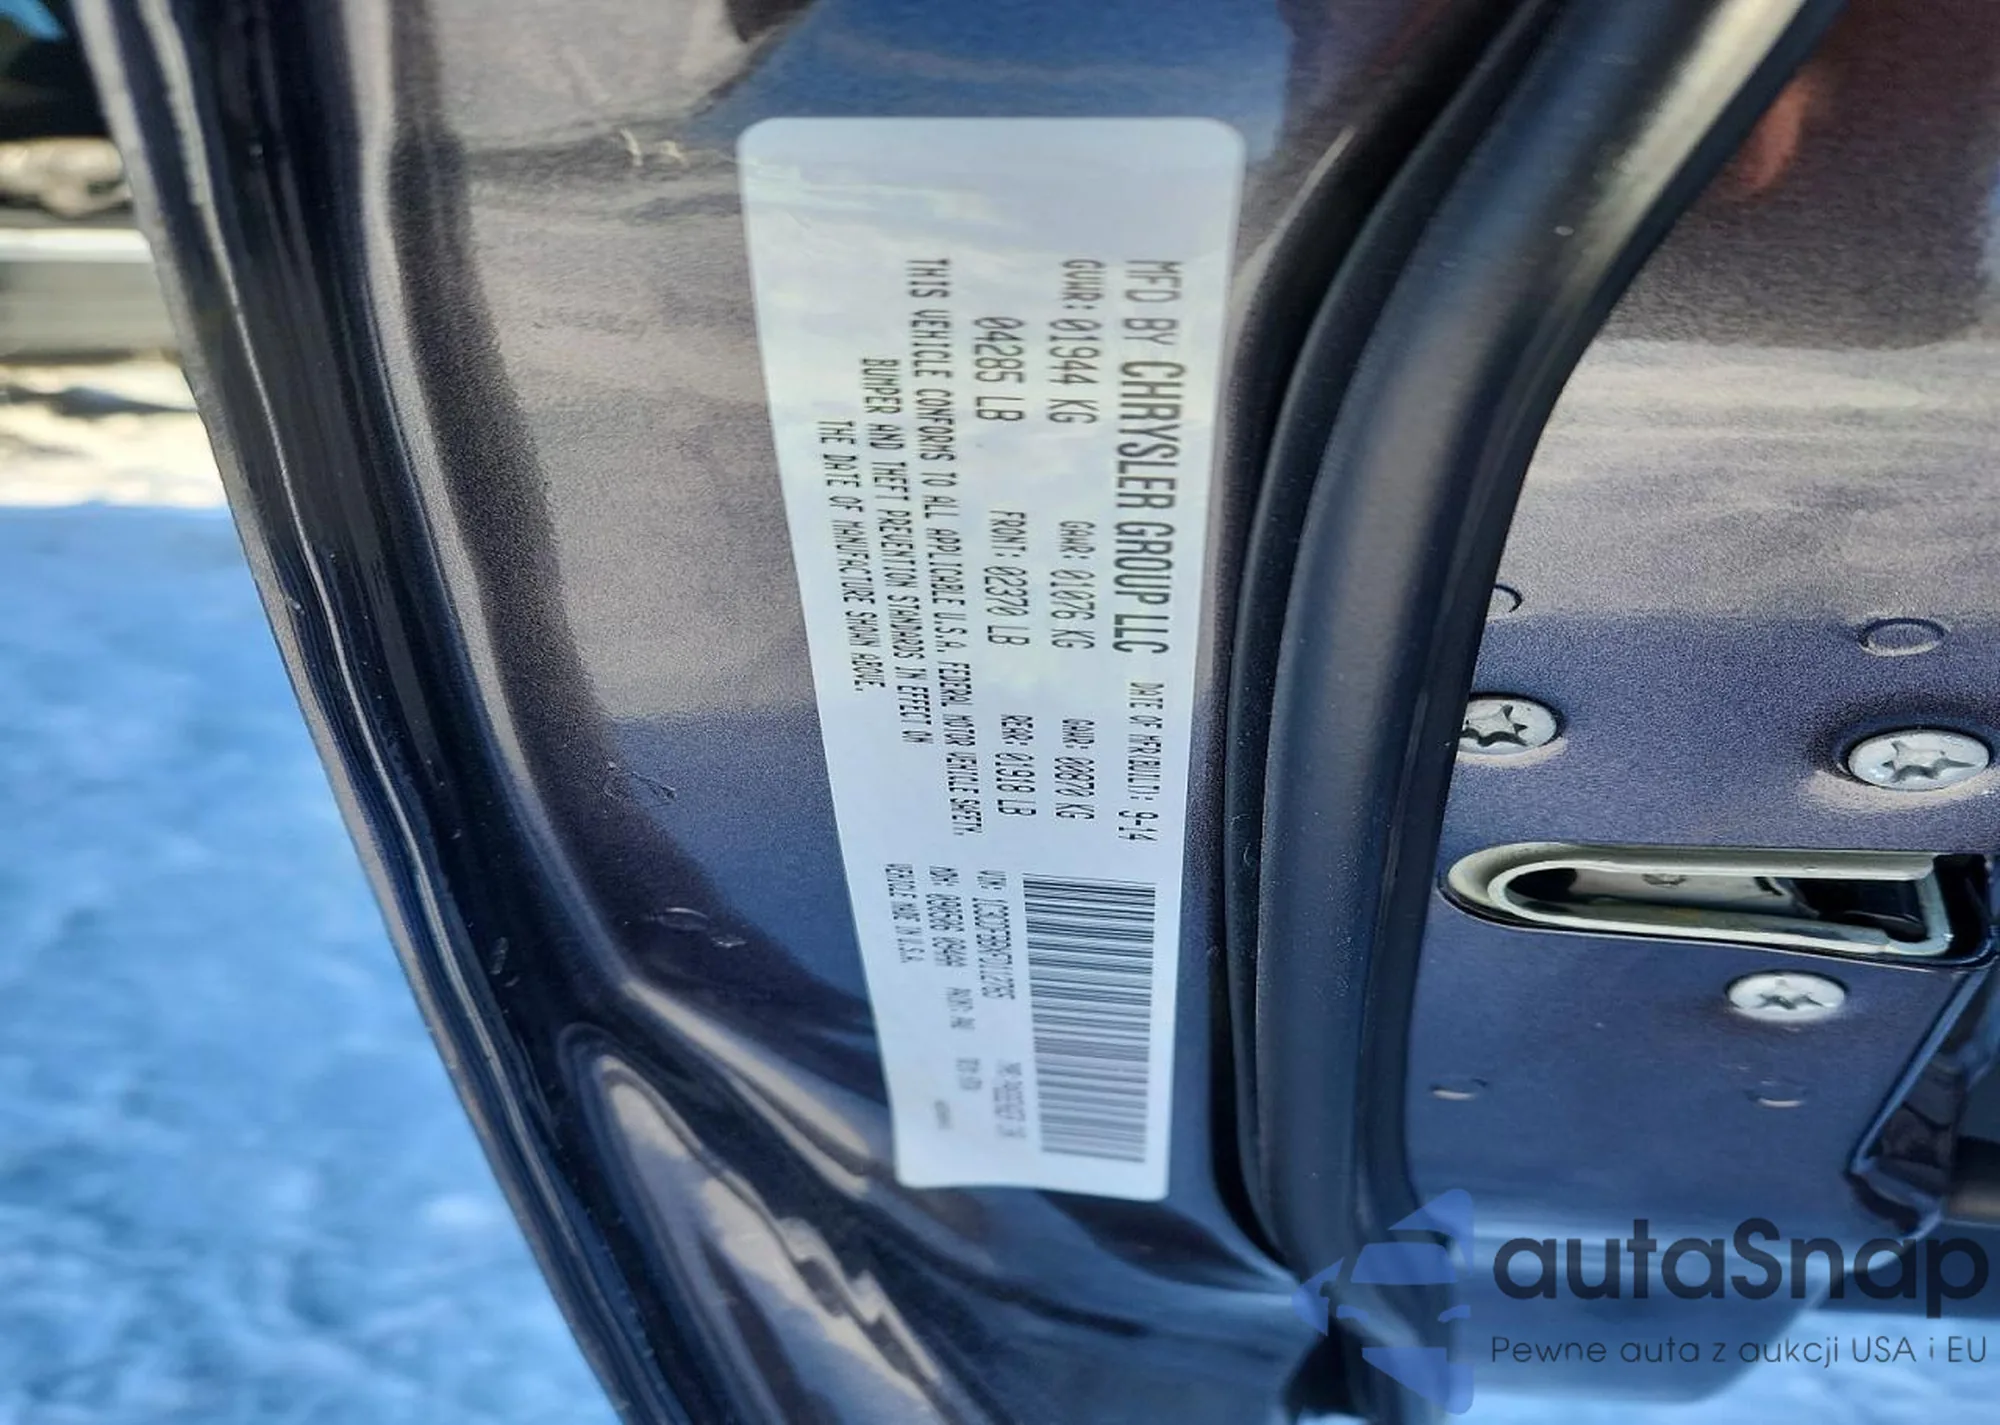 MFD BY CHRYSLER GROUP LLC DATE OF MFR(BUILT): 9-14
GVWR: 01944 KG GAWR: 01076 KG GAWR: 00870 KG
04285 LB FRONT: 02370 LB REAR: 01918 LB
THIS VEHICLE CONFORMS TO ALL APPLICABLE U.S.A. FEDERAL MOTOR VEHICLE SAFETY,
BUMPER AND THEFT PREVENTION STANDARDS IN EFFECT ON
THE DATE OF MANUFACTURE SHOWN ABOVE.
VIN:
VEHICLE MADE IN U.S.A.
autaSnap
Pewne auta z aukcji USA i EU